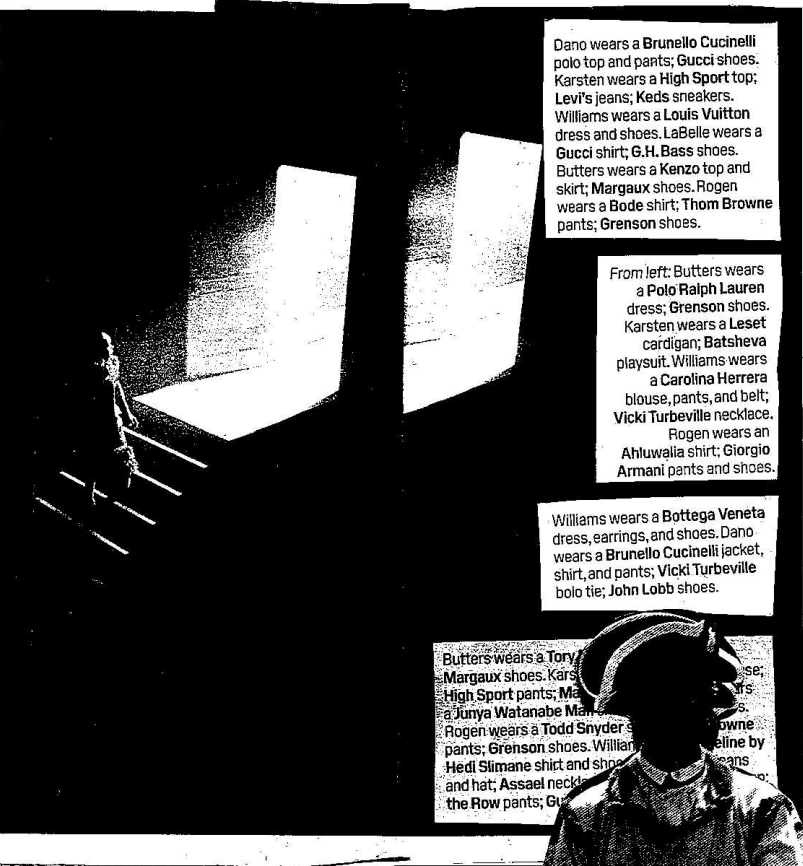 Dano wears a Brunello Cucinelli
polo top and pants; Gucci shoes.
Karsten wears a High Sport top;
Levi's jeans; Keds sneakers.
Williams wears a Louis Vuitton
dress and shoes. LaBelle wears a
Gucci shirt; G.H. Bass shoes.
Butters wears a Kenzo top and
skirt; Margaux shoes. Rogen
wears a Bode shirt; Thom Browne
pants; Grenson shoes.
From left: Butters wears
a Polo Ralph Lauren
dress; Grenson shoes.
Karsten wears a Leset
cardigan; Batsheva
playsuit. Williams wears
a Carolina Herrera
blouse, pants, and belt;
Vicki Turbeville necklace.
Rogen wears an
Ahluwalia shirt; Giorgio
Armani pants and shoes.
Williams wears a Bottega Veneta
dress, earrings, and shoes. Dano
wears a Brunello Cucinelli jacket,
shirt, and pants; Vicki Turbeville
bolo tie; John Lobb shoes.
Butters wears a Tory
Margaux shoes.
High Sport pants;
a Junya Watanabe
Rogen wears a Todd Snyder
pants; Grenson shoes. by
Hedi Slimane shirt and
and hat; Assael
the Row pants;